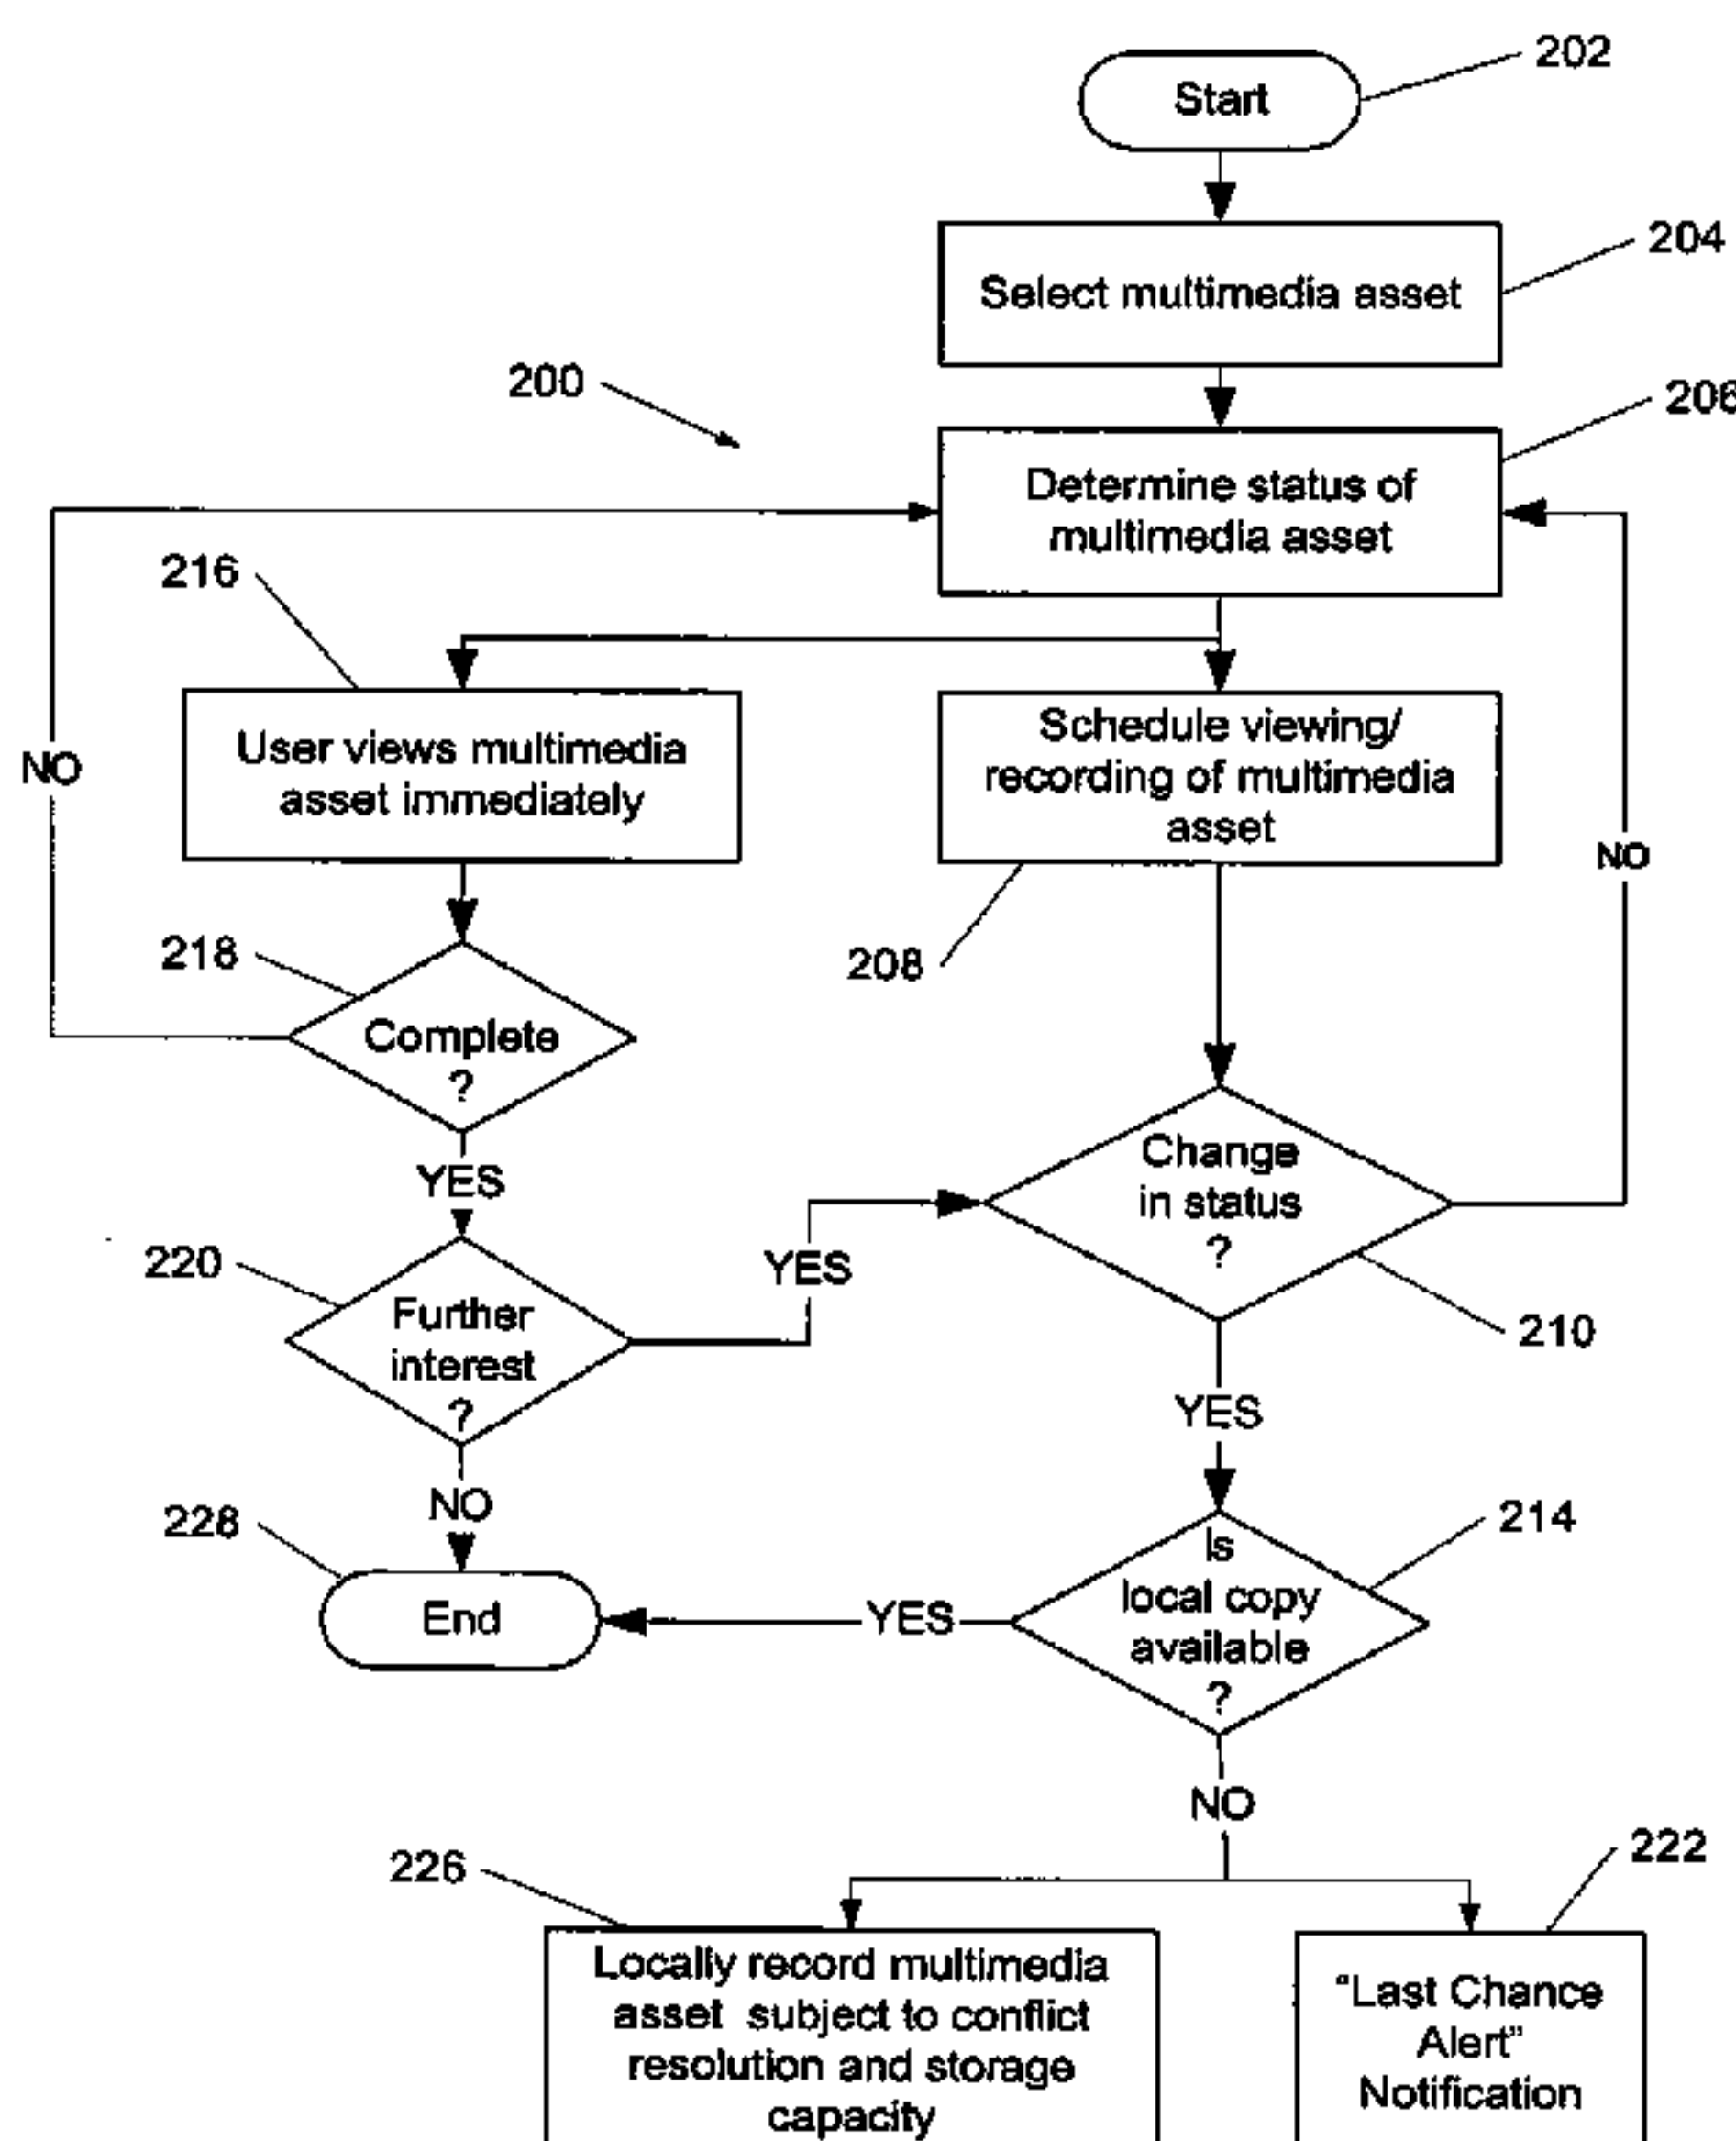 202
Start
204
Select multimedia asset
200
206
Determine status of
multimedia asset
216
User views multimedia
asset immediately
Schedule viewing/
recording of multimedia
asset
NO
NO
218
208
Complete
?
Change
in status
?
YES
220
YES
Further
interest
?
210
YES
NO
228
214
Is
local copy
available
?
End
YES
NO
226
222
Locally record multimedia
asset subject to conflict
resolution and storage
capacity
“Last Chance
Alert”
Notification